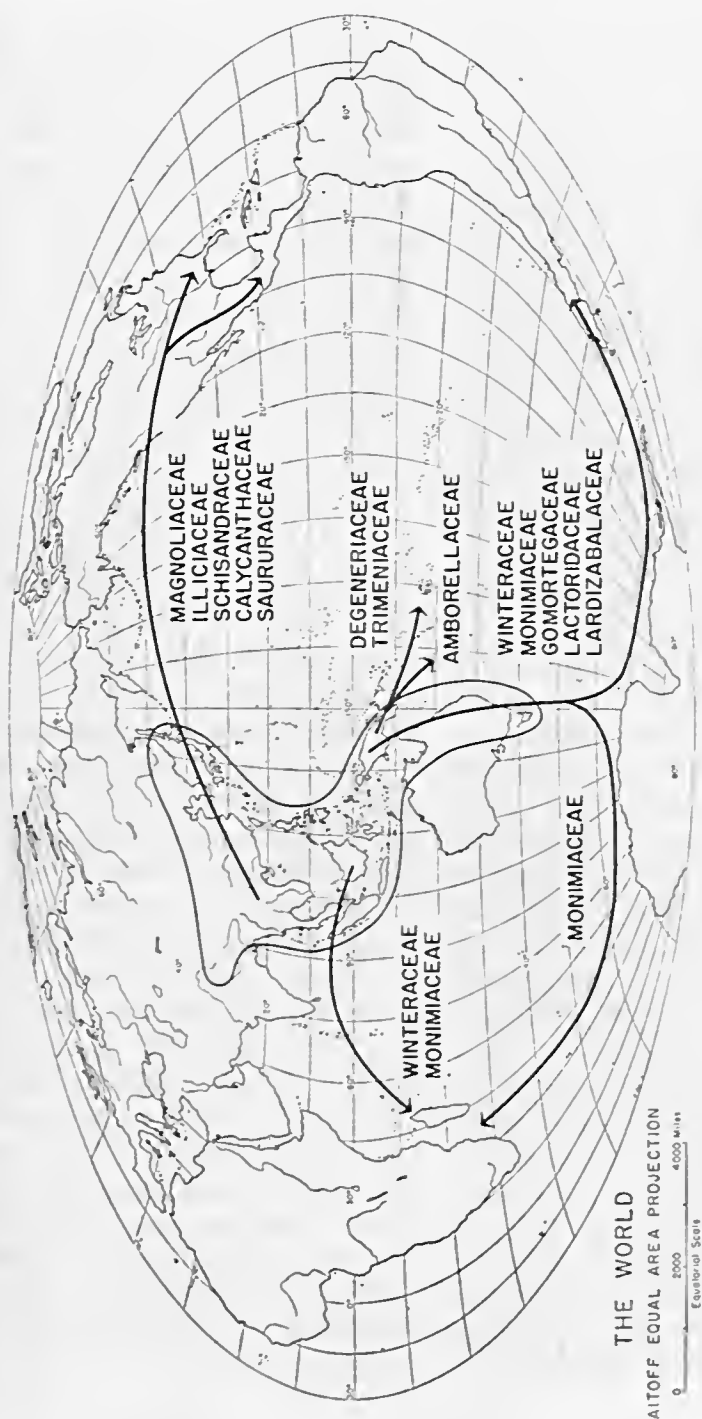 MAGNOLIACEAE
ILLICIACEAE
SCHISANDRACEAE
CALYCANTHACEAE
SAURURACEAE
DEGENERIACEAE
TRIMENIACEAE
AMBORELLACEAE
WINTERACEAE
MONIMIACEAE
GOMORTEGACEAE
LACTORIDACEAE
LARDIZABALACEAE
WINTERACEAE
MONIMIACEAE
MONIMIACEAE
THE WORLD
AITOFF EQUAL AREA PROJECTION
0 2000 4000 Miles
Equatorial Scale